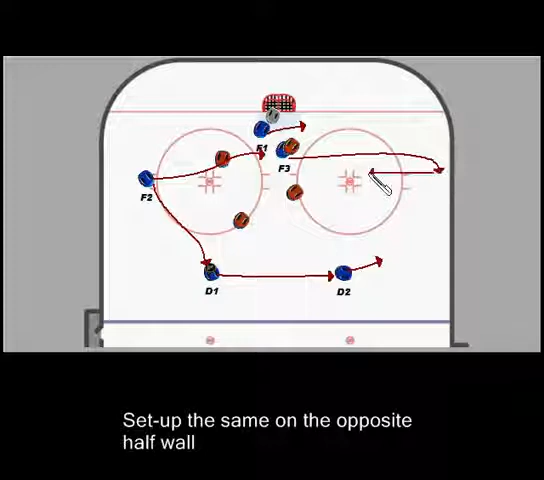 F1
F3
F2
D1
D2
Set-up the same on the opposite
half wall